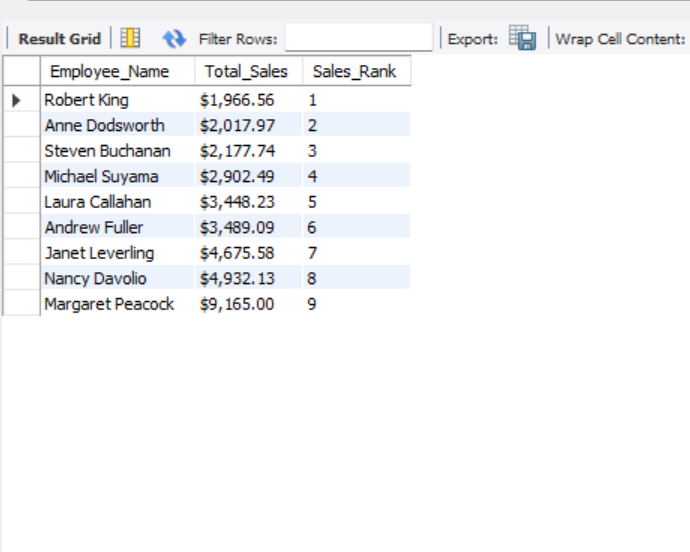 Result Grid Filter Rows: Export: Wrap Cell Content:
Employee_Name Total_Sales Sales_Rank
Robert King $1,966.56 1
Anne Dodsworth $2,017.97 2
Steven Buchanan $2,177.74 3
Michael Suyama $2,902.49 4
Laura Callahan $3,448.23 5
Andrew Fuller $3,489.09 6
Janet Leverling $4,675.58 7
Nancy Davolio $4,932.13 8
Margaret Peacock $9,165.00 9